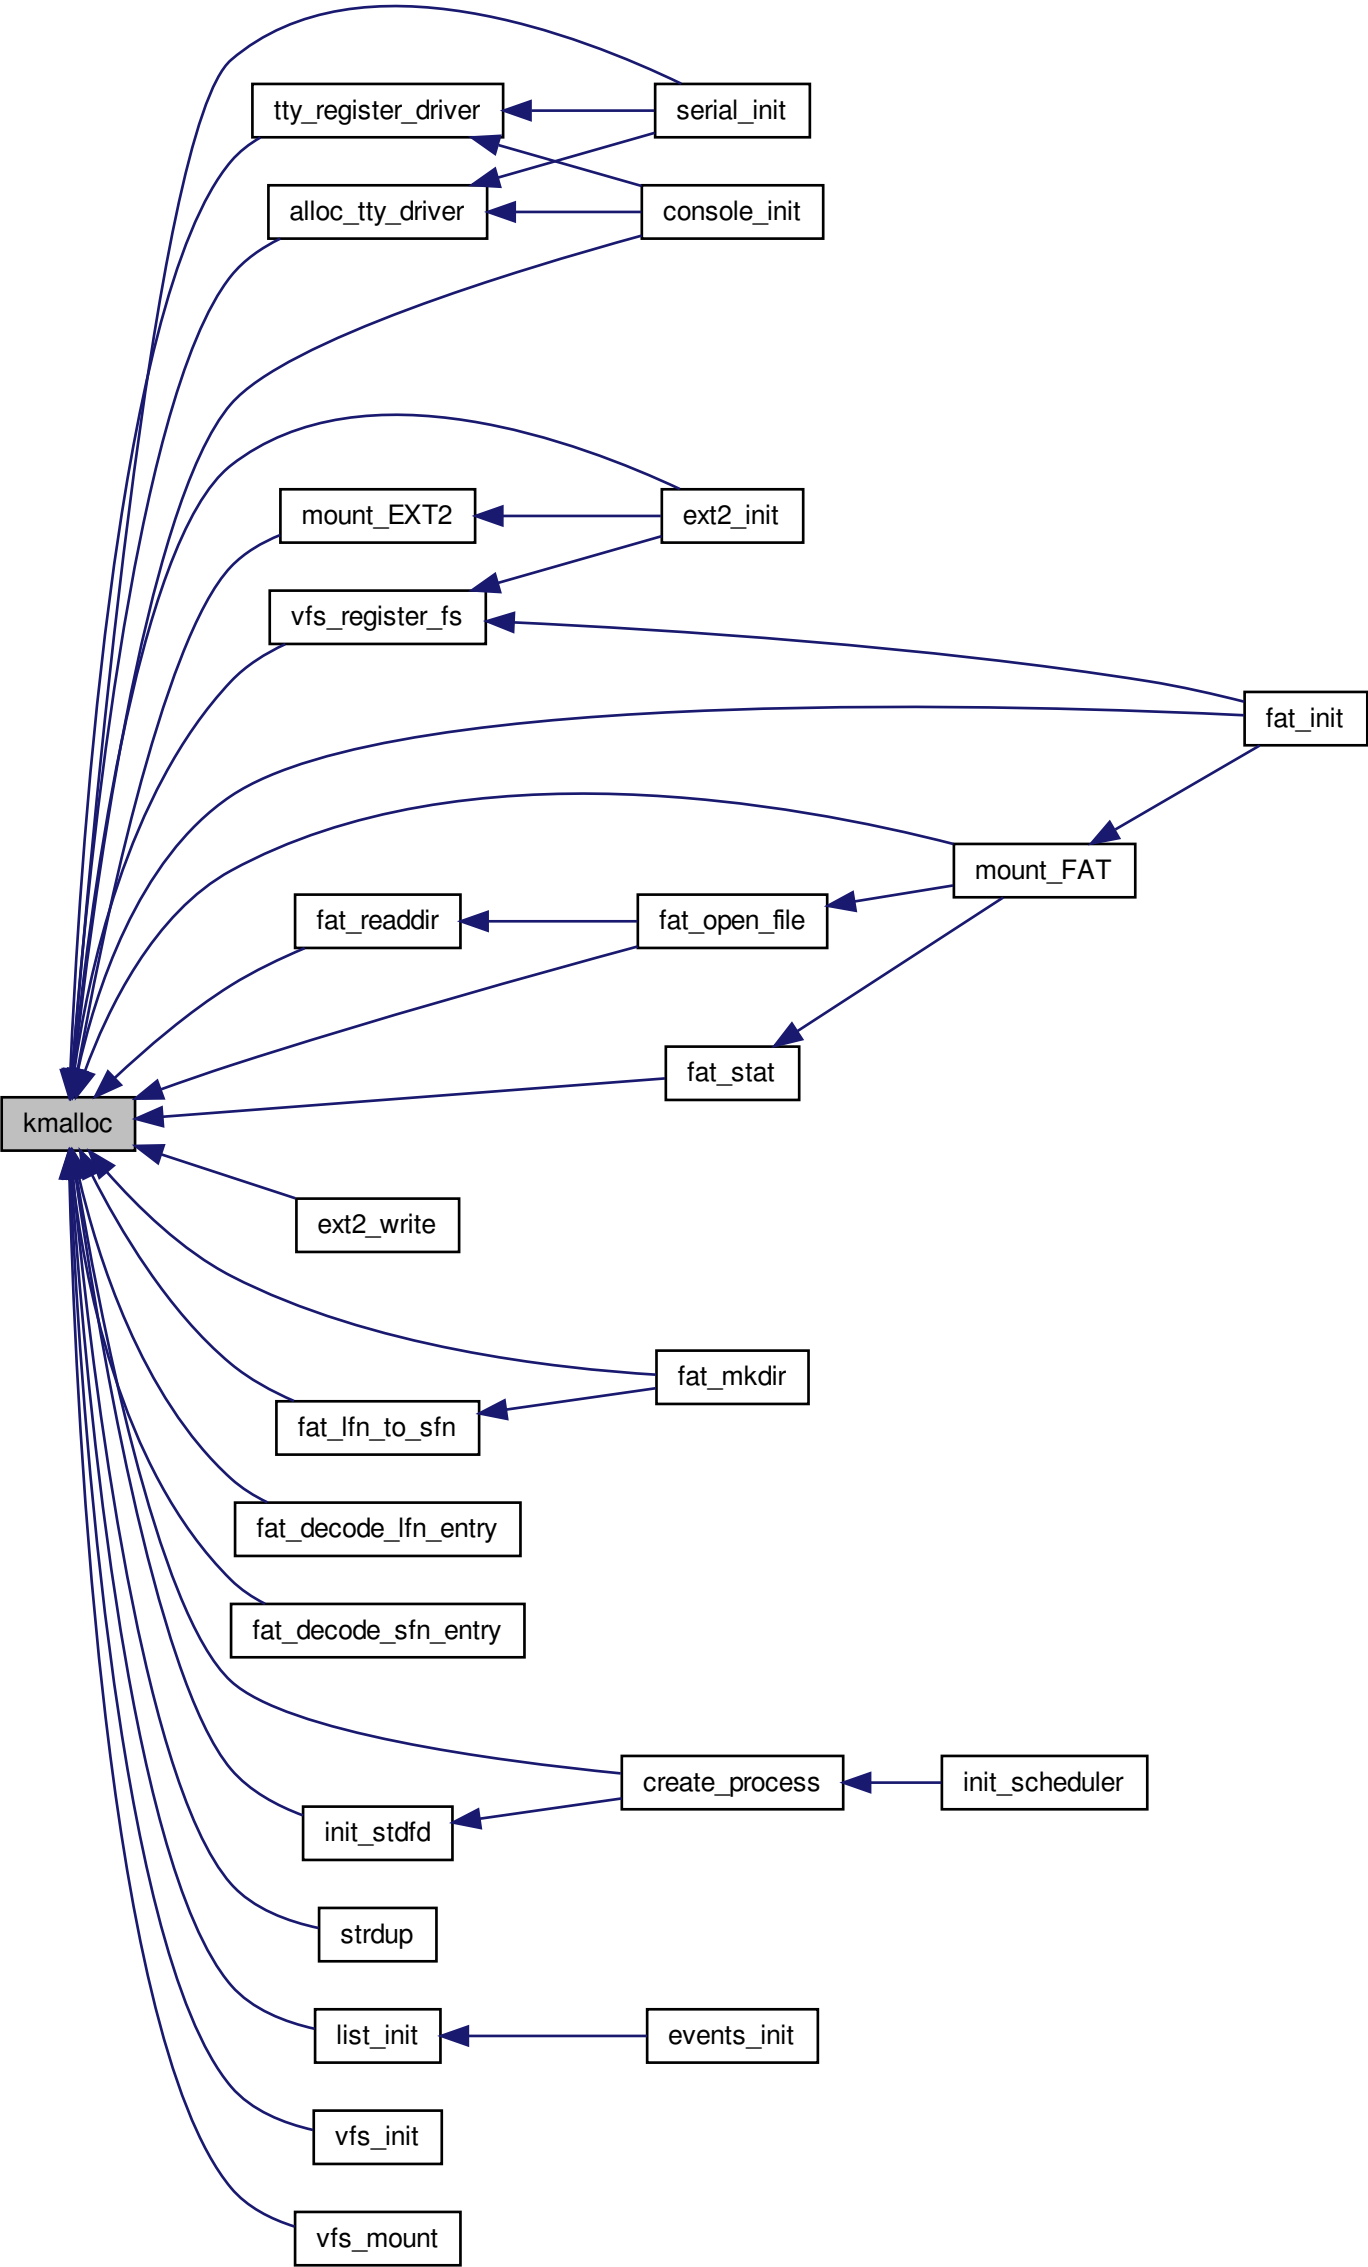 tty_register_driver
serial_init
alloc_tty_driver
console_init
mount_EXT2
ext2_init
vfs_register_fs
fat_init
mount_FAT
fat_readdir
fat_open_file
fat_stat
kmalloc
ext2_write
fat_mkdir
fat_lfn_to_sfn
fat_decode_lfn_entry
fat_decode_sfn_entry
create_process
init_scheduler
init_stdfd
strdup
list_init
events_init
vfs_init
vfs_mount